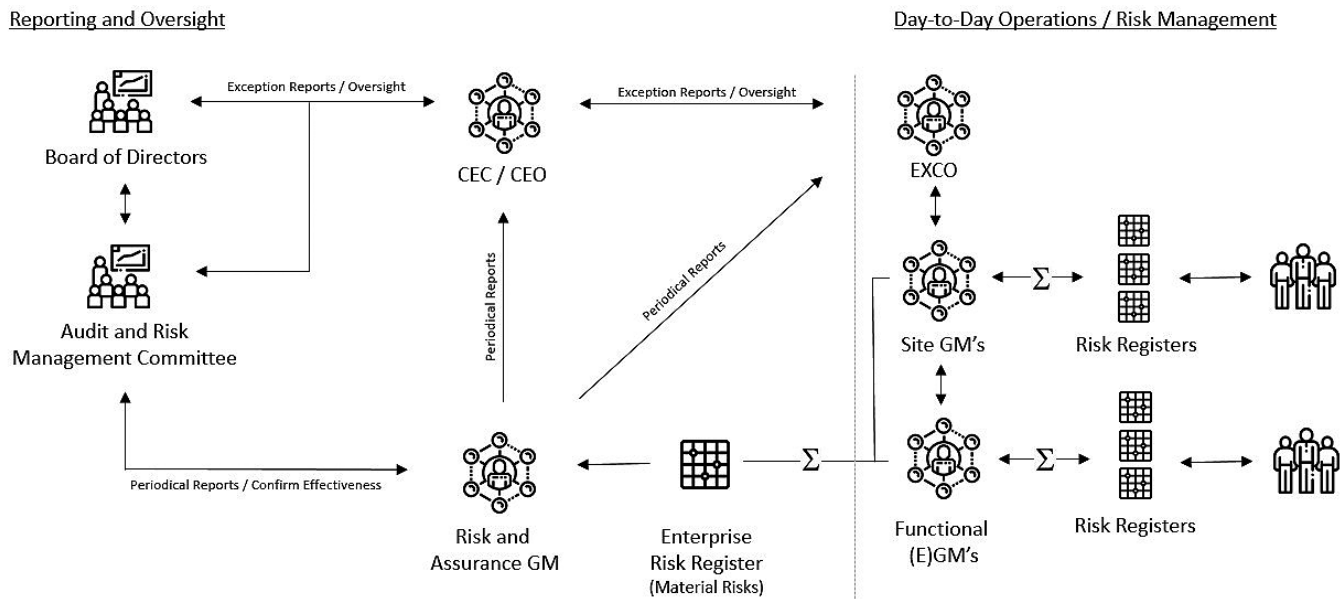 Reporting and Oversight
Day-to-Day Operations / Risk Management
Exception Reports / Oversight
Exception Reports / Oversight
Board of Directors
CEC / CEO
EXCO
Periodical Reports
Periodical Reports
Σ
Audit and Risk
Management Committee
Site GM's
Risk Registers
Σ
Σ
Periodical Reports / Confirm Effectiveness
Risk and
Assurance GM
Enterprise
Risk Register
(Material Risks)
Functional
(E)GM's
Risk Registers